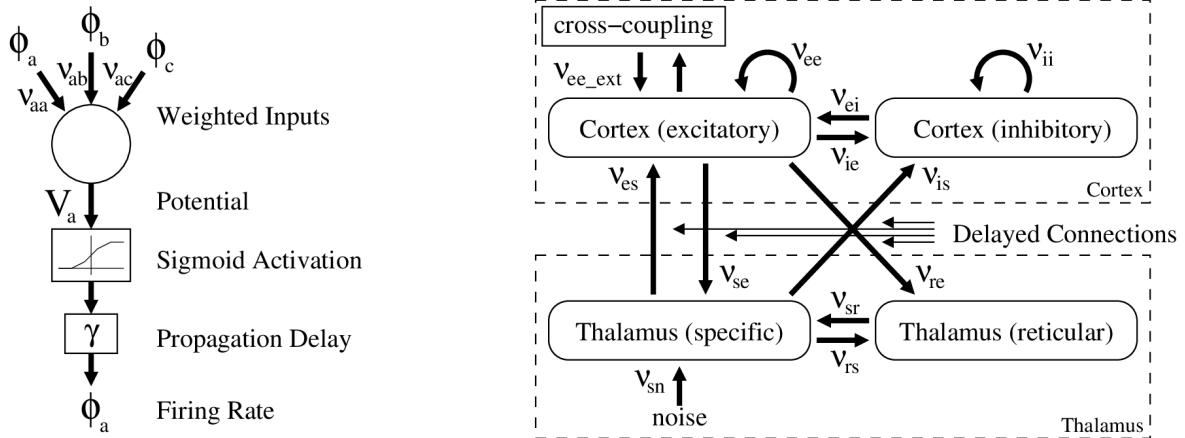 ϕa
ϕb
ϕc
νaa
νab
νac
Weighted Inputs
Va
Potential
Sigmoid Activation
γ
Propagation Delay
ϕa
Firing Rate
cross−coupling
νee_ext
νee
νii
Cortex (excitatory)
νei
νie
Cortex (inhibitory)
νes
νis
Cortex
Delayed Connections
νse
νre
Thalamus (specific)
νsr
νrs
Thalamus (reticular)
νsn
noise
Thalamus